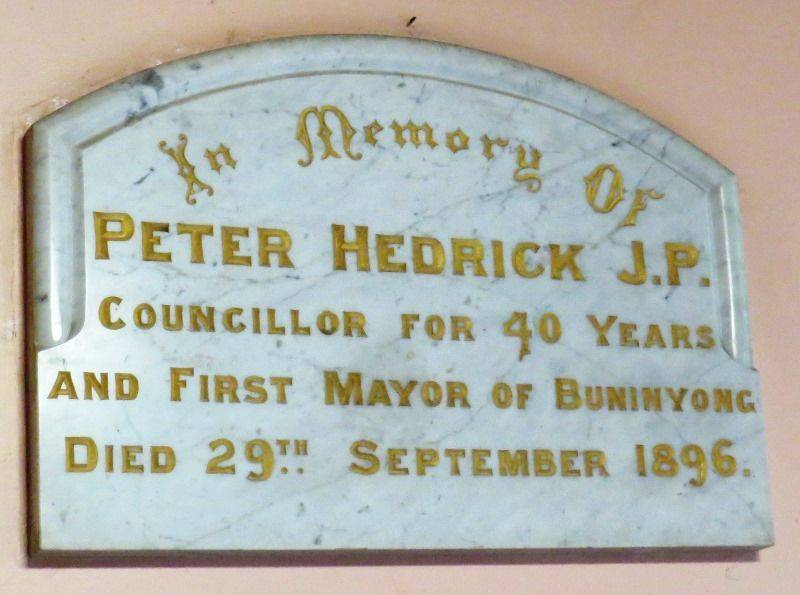 In Memory Of
PETER HEDRICK J.P.
COUNCILLOR FOR 40 YEARS
AND FIRST MAYOR OF BUNINYONG
DIED 29TH. SEPTEMBER 1896.